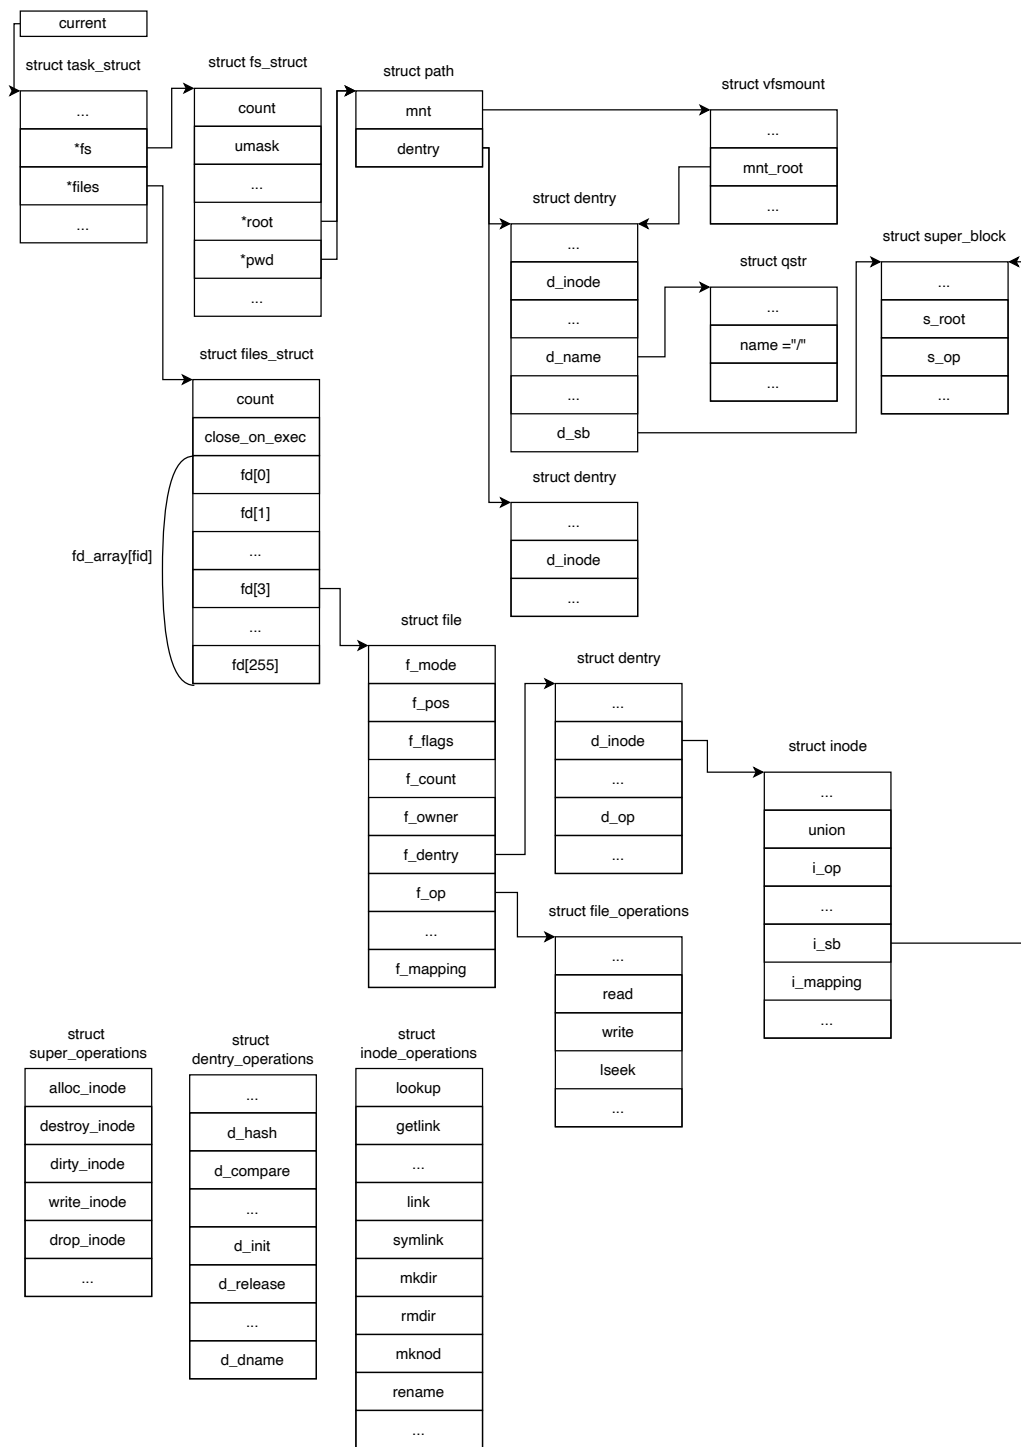 current
struct task_struct
...
*fs
*files
...
struct fs_struct
count
umask
...
*root
*pwd
...
struct path
mnt
dentry
struct vfsmount
...
mnt_root
...
struct dentry
...
d_inode
...
d_name
...
d_sb
struct qstr
...
name ="/"
...
struct super_block
...
s_root
s_op
...
struct files_struct
count
close_on_exec
fd[0]
fd[1]
...
fd[3]
...
fd[255]
fd_array[fid]
struct dentry
...
d_inode
...
struct file
f_mode
f_pos
f_flags
f_count
f_owner
f_dentry
f_op
...
f_mapping
struct dentry
...
d_inode
...
d_op
...
struct inode
...
union
i_op
...
i_sb
i_mapping
...
struct file_operations
...
read
write
lseek
...
struct
super_operations
alloc_inode
destroy_inode
dirty_inode
write_inode
drop_inode
...
struct
dentry_operations
...
d_hash
d_compare
...
d_init
d_release
...
d_dname
struct
inode_operations
lookup
getlink
...
link
symlink
mkdir
rmdir
mknod
rename
...